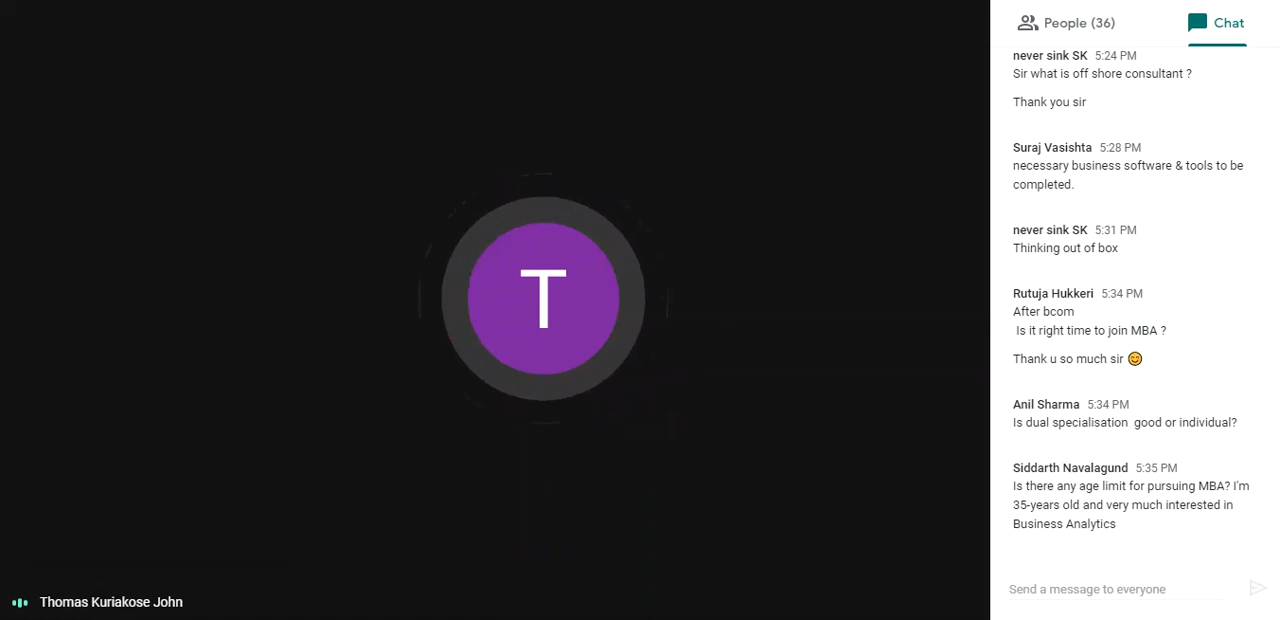 People (36)
Chat
never sink SK 5:24 PM
Sir what is off shore consultant ?
Thank you sir
Suraj Vasishta 5:28 PM
necessary business software & tools to be
completed.
never sink SK 5:31 PM
Thinking out of box
Rutuja Hukkeri 5:34 PM
After bcom
Is it right time to join MBA ?
Thank u so much sir 😊
Anil Sharma 5:34 PM
Is dual specialisation good or individual?
Siddarth Navalagund 5:35 PM
Is there any age limit for pursuing MBA? I'm
35-years old and very much interested in
Business Analytics
Send a message to everyone
T
Thomas Kuriakose John